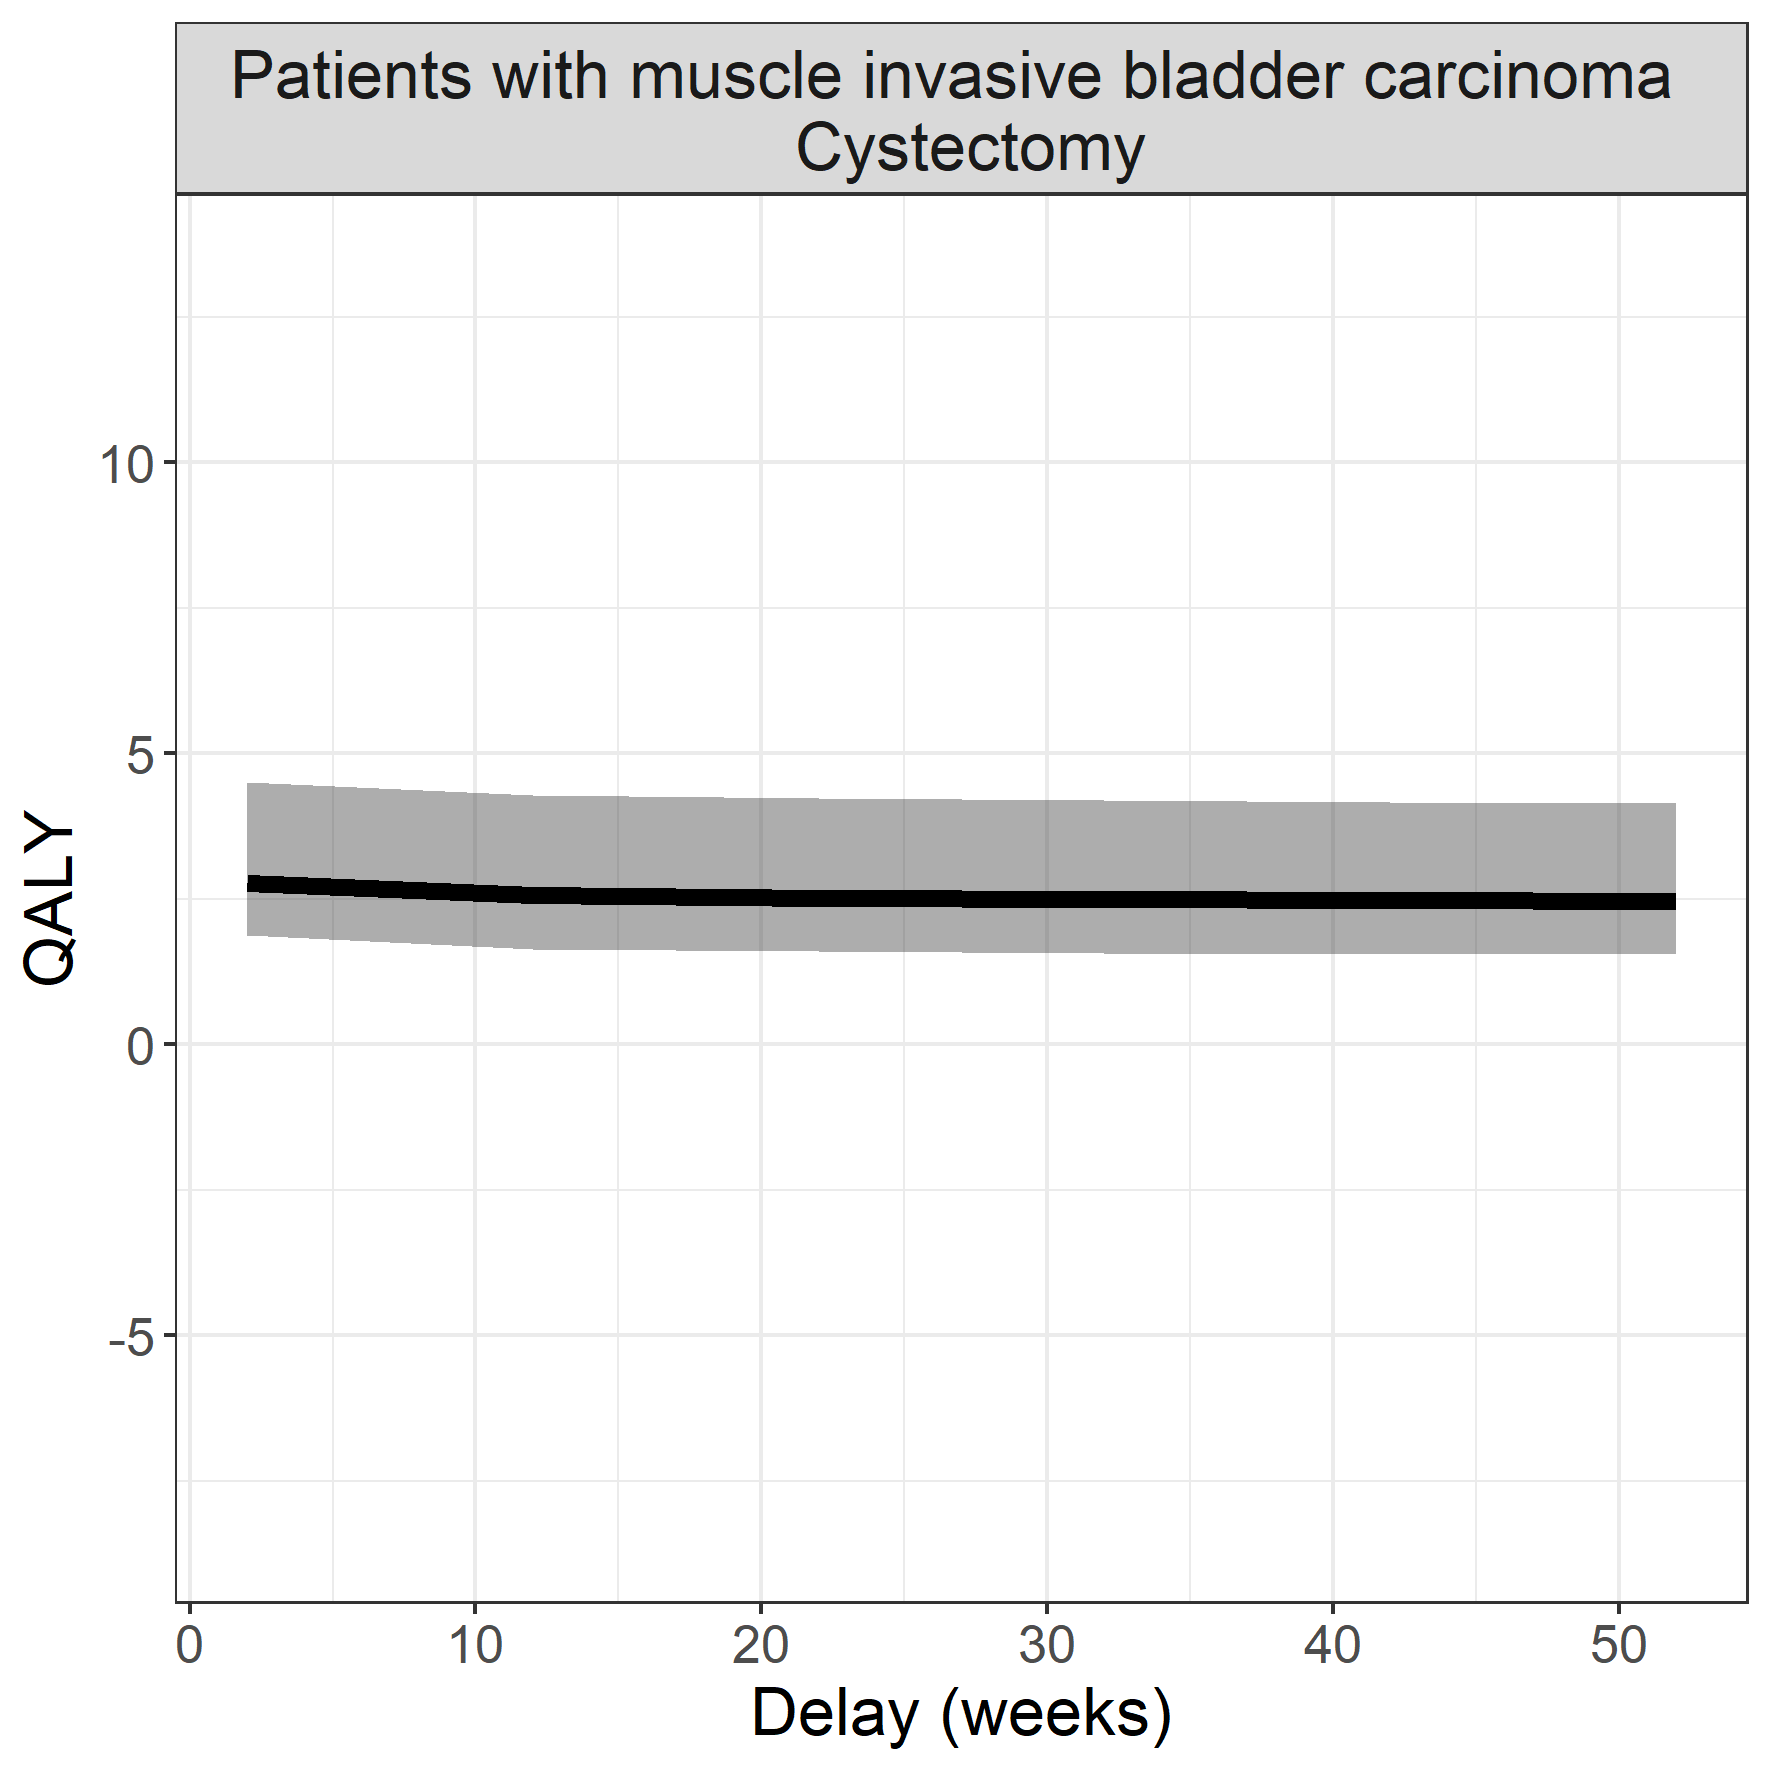 Patients with muscle invasive bladder carcinoma
Cystectomy
10
5
0
-5
QALY
0 10 20 30 40 50
Delay (weeks)